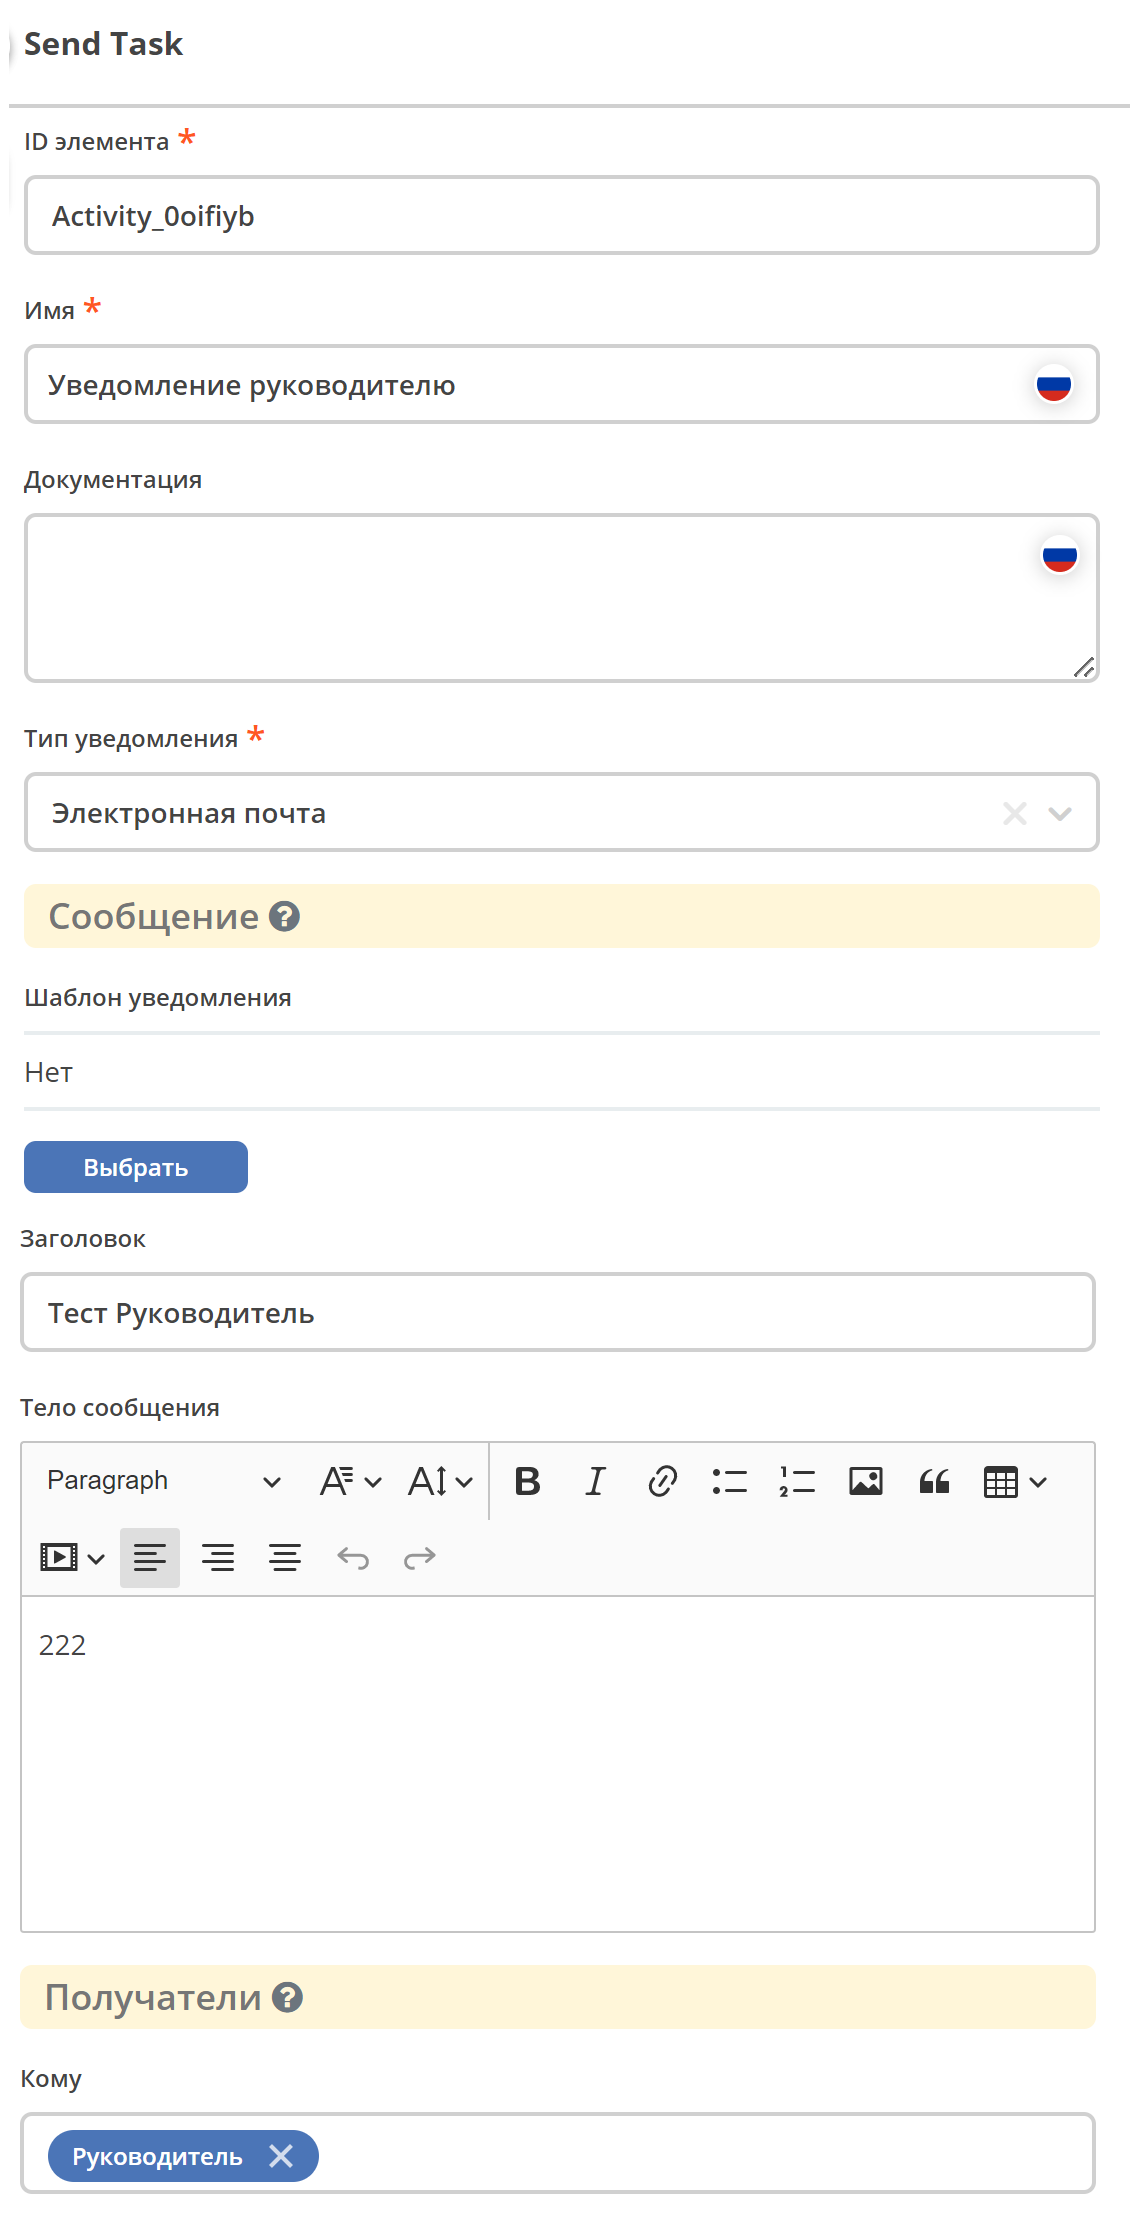 Send Task
ID элемента *
Activity_0oifiyb
Имя *
Уведомление руководителю
Документация
Тип уведомления *
Электронная почта
Сообщение ?
Шаблон уведомления
Нет
Выбрать
Заголовок
Тест Руководитель
Тело сообщения
Paragraph
222
Получатели ?
Кому
Руководитель